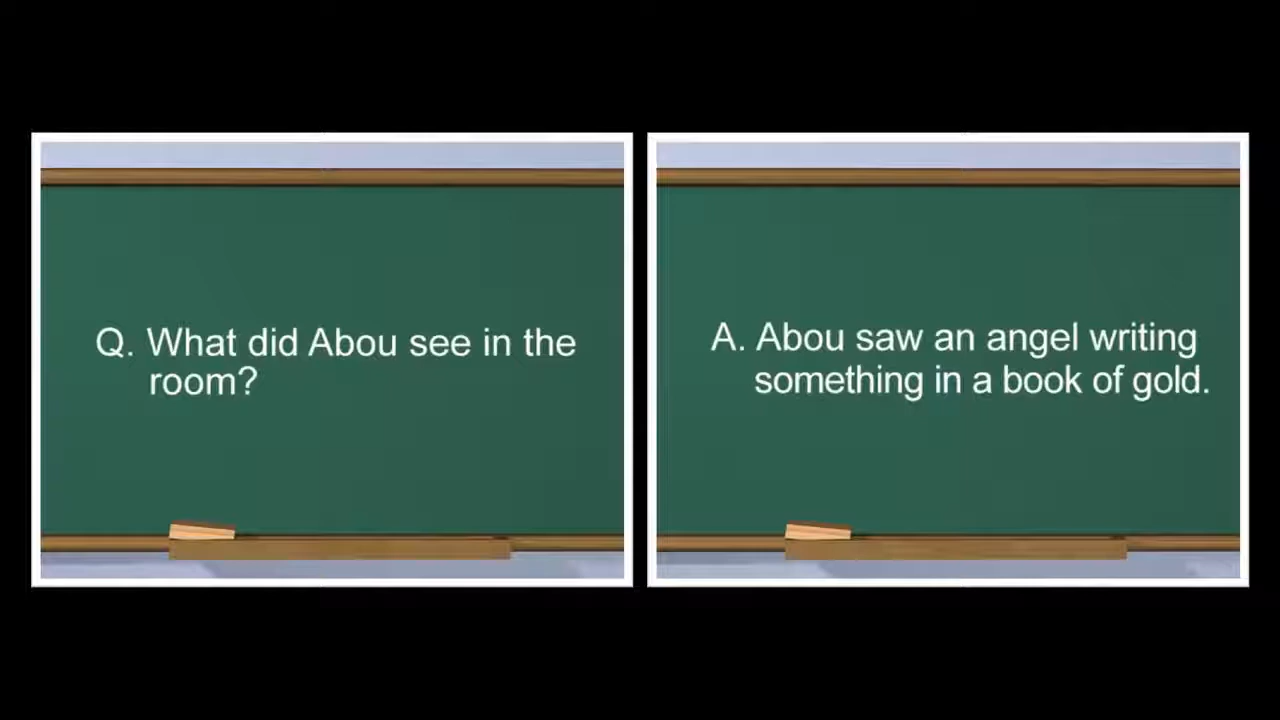 Q. What did Abou see in the
room?
A. Abou saw an angel writing
something in a book of gold.